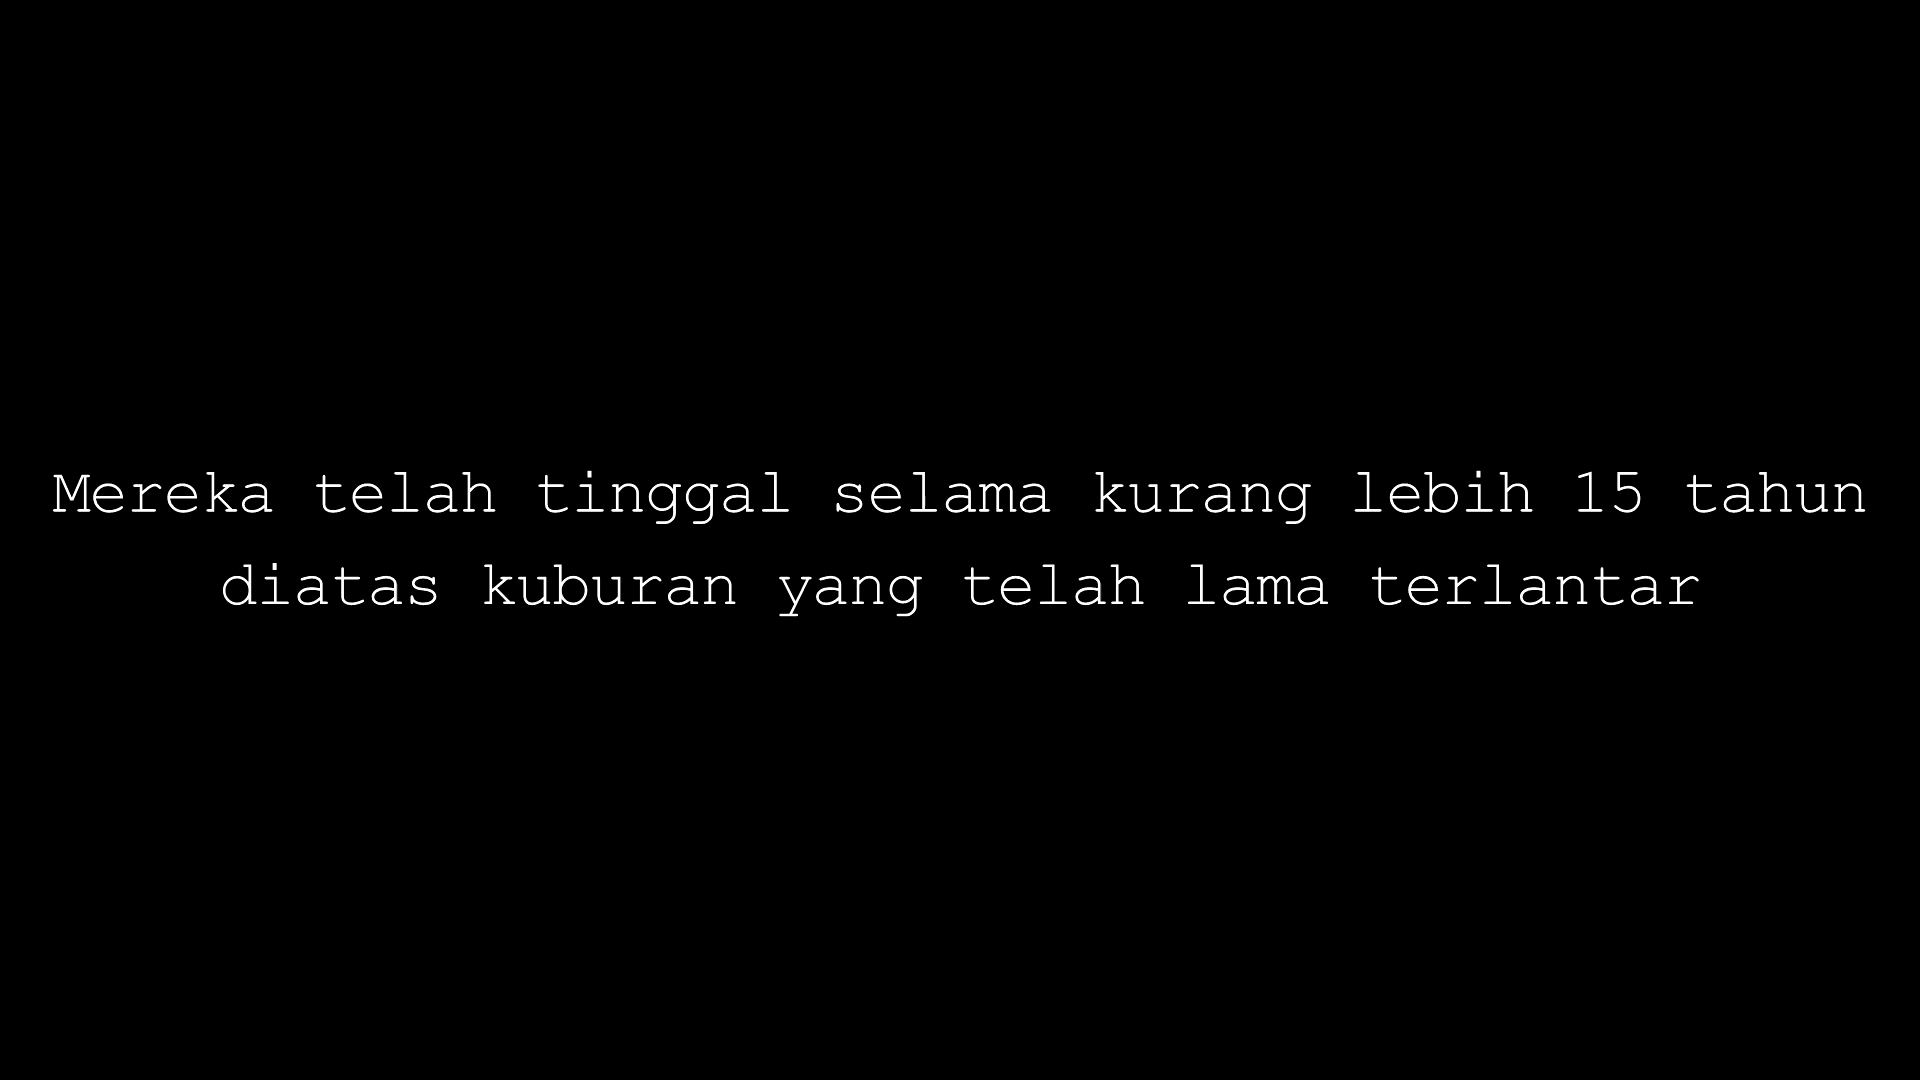 Mereka telah tinggal selama kurang lebih 15 tahun
diatas kuburan yang telah lama terlantar